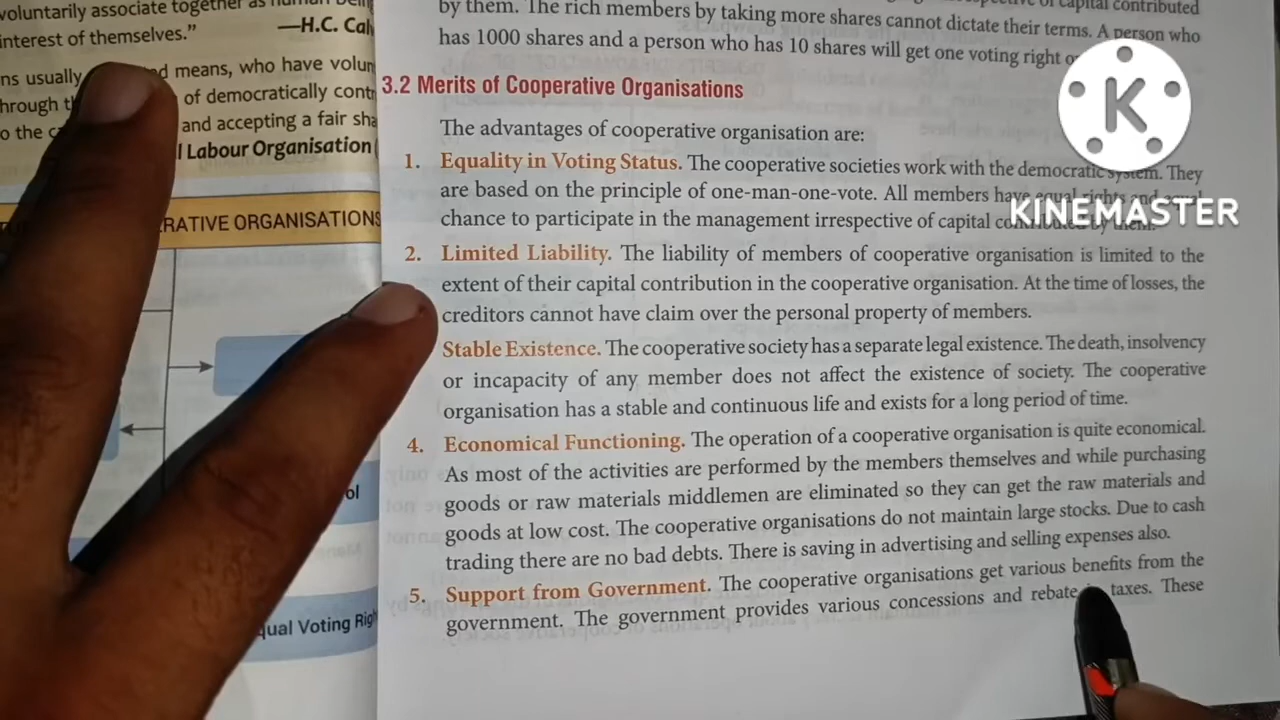 voluntarily associate together as human
interest of themselves.”
—H.C.
ns usually means, who have
of democratically
o the and accepting a fair
Labour Organisation
RATIVE ORGANISATIONS
ol
qual Voting
by them. The rich members by taking more shares cannot dictate their terms. A person who
has 1000 shares and a person who has 10 shares will get one voting right
3.2 Merits of Cooperative Organisations
The advantages of cooperative organisation are:
1. Equality in Voting Status. The cooperative societies work with the democratic system. They
are based on the principle of one-man-one-vote. All members have equal rights and equal
chance to participate in the management irrespective of capital contributed by them.
2. Limited Liability. The liability of members of cooperative organisation is limited to the
extent of their capital contribution in the cooperative organisation. At the time of losses, the
creditors cannot have claim over the personal property of members.
Stable Existence. The cooperative society has a separate legal existence. The death, insolvency
or incapacity of any member does not affect the existence of society. The cooperative
organisation has a stable and continuous life and exists for a long period of time.
4. Economical Functioning. The operation of a cooperative organisation is quite economical.
As most of the activities are performed by the members themselves and while purchasing
goods or raw materials middlemen are eliminated so they can get the raw materials and
goods at low cost. The cooperative organisations do not maintain large stocks. Due to cash
trading there are no bad debts. There is saving in advertising and selling expenses also.
5. Support from Government. The cooperative organisations get various benefits from the
government. The government provides various concessions and rebate taxes. These
K
KINEMASTER